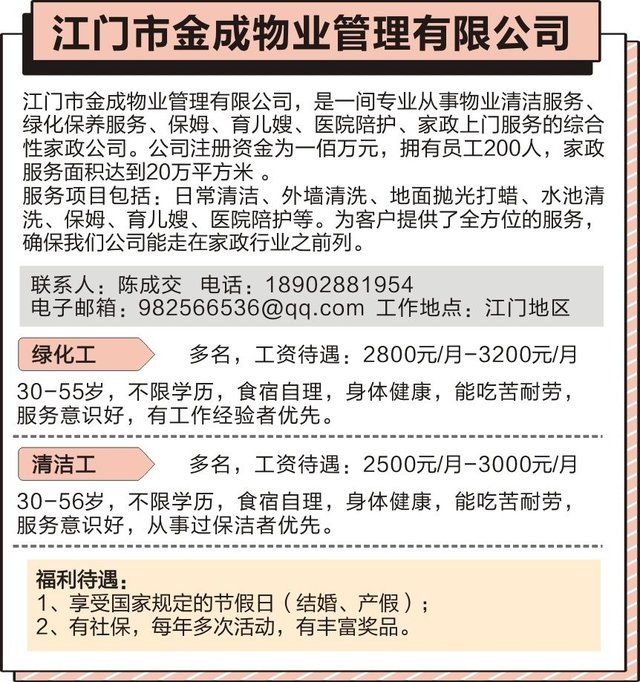 江门市金成物业管理有限公司
江门市金成物业管理有限公司，是一间专业从事物业清洁服务、
绿化保养服务、保姆、育儿嫂、医院陪护、家政上门服务的综合
性家政公司。公司注册资金为一佰万元，拥有员工200人，家政
服务面积达到20万平方米 。
服务项目包括：日常清洁、外墙清洗、地面抛光打蜡、水池清
洗、保姆、育儿嫂、医院陪护等。为客户提供了全方位的服务，
确保我们公司能走在家政行业之前列。
联系人：陈成交 电话：18902881954
电子邮箱：982566536@qq.com 工作地点：江门地区
绿化工 多名，工资待遇：2800元/月-3200元/月
30-55岁，不限学历，食宿自理，身体健康，能吃苦耐劳，
服务意识好，有工作经验者优先。
清洁工 多名，工资待遇：2500元/月-3000元/月
30-56岁，不限学历，食宿自理，身体健康，能吃苦耐劳，
服务意识好，从事过保洁者优先。
福利待遇：
1、享受国家规定的节假日（结婚、产假）；
2、有社保，每年多次活动，有丰富奖品。